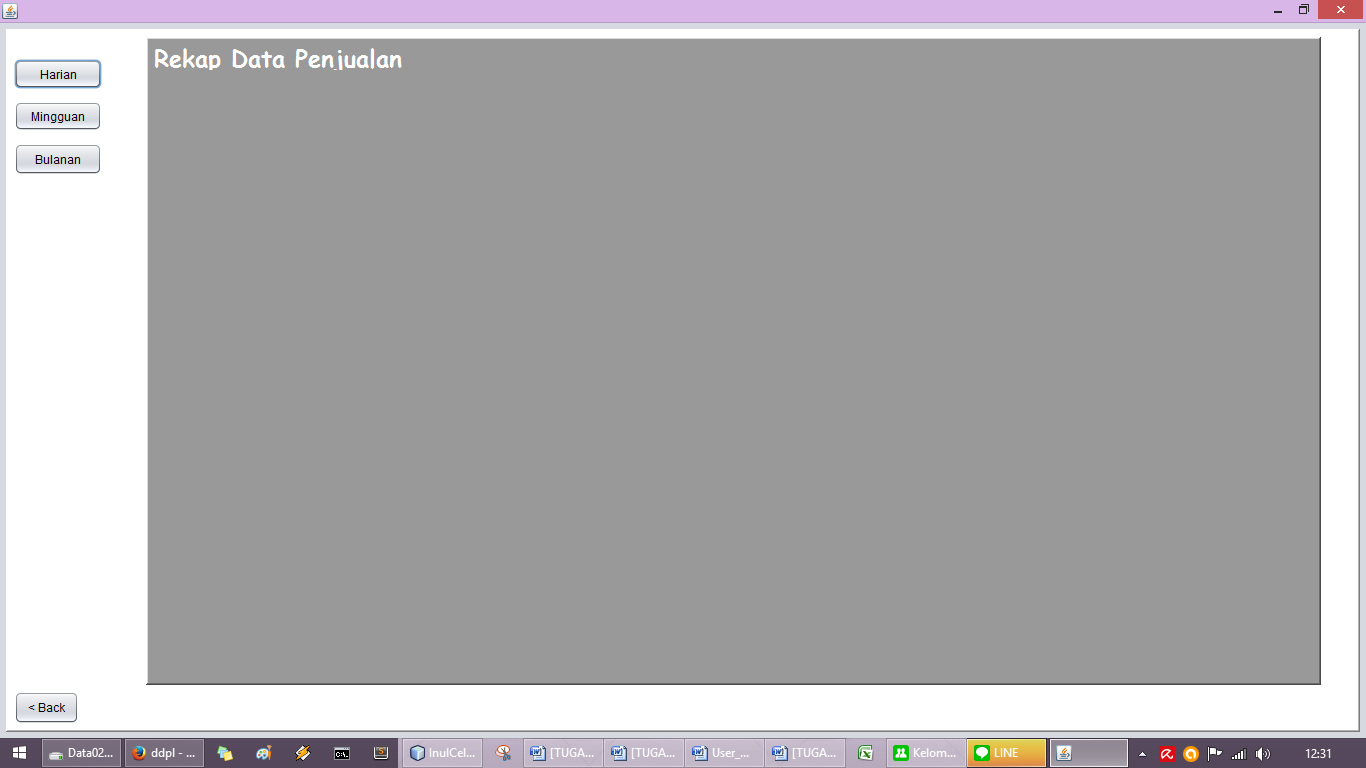 Rekap Data Penjualan
Harian
Mingguan
Bulanan
< Back
Data02...
ddpl - ...
C:\.
S
InulCel...
[TUGA...
[TUGA...
User_...
[TUGA...
Kelom...
LINE
12:31